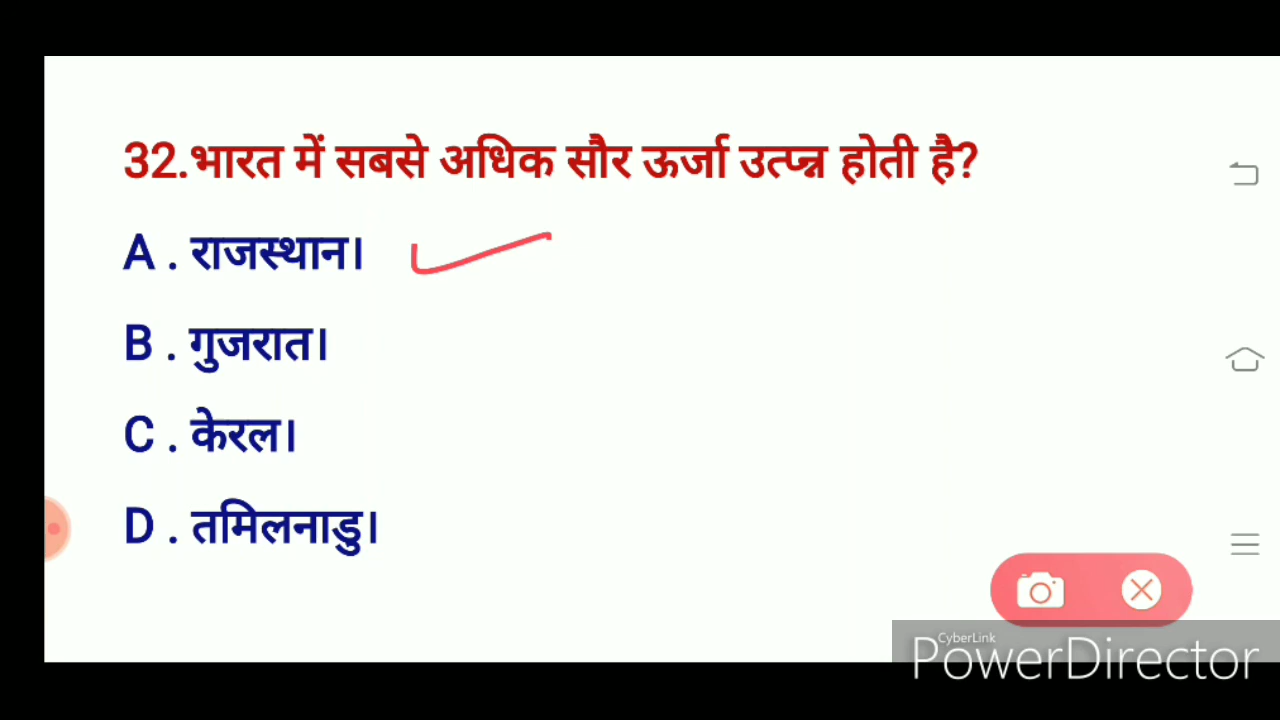 32.भारत में सबसे अधिक सौर ऊर्जा उत्प्न्न होती है?
A . राजस्थान।
B . गुजरात।
C . केरल।
D . तमिलनाडु।
CyberLink
PowerDirector